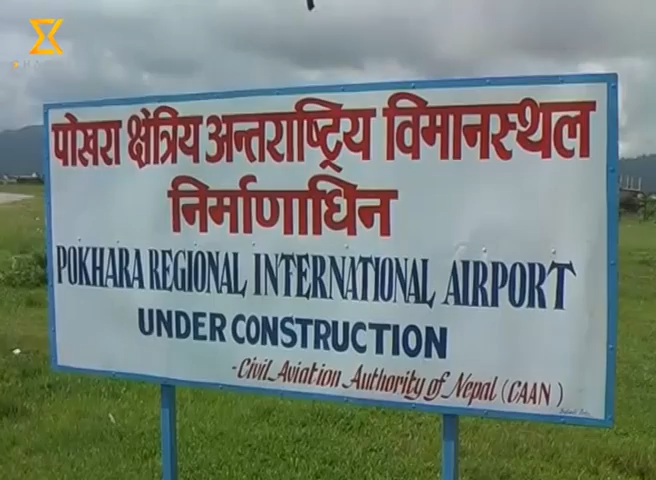 पोखरा क्षेत्रिय अन्तराष्ट्रिय विमानस्थल
निर्माणाधिन
POKHARA REGIONAL INTERNATIONAL AIRPORT
UNDER CONSTRUCTION
-Civil Aviation Authority of Nepal (CAAN)